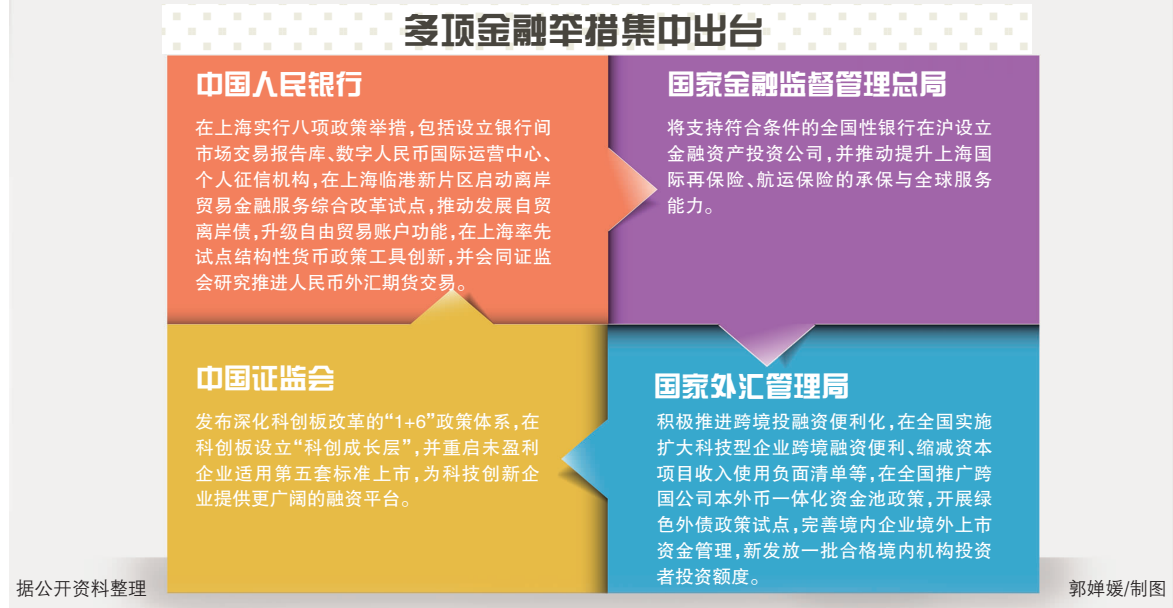 多项金融举措集中出台
中国人民银行
在上海实行八项政策举措,包括设立银行间
市场交易报告库、数字人民币国际运营中心、
个人征信机构,在上海临港新片区启动离岸
贸易金融服务综合改革试点,推动发展自贸
离岸债,升级自由贸易账户功能,在上海率先
试点结构性货币政策工具创新,并会同证监
会研究推进人民币外汇期货交易。
国家金融监督管理总局
将支持符合条件的全国性银行在沪设立
金融资产投资公司,并推动提升上海国
际再保险、航运保险的承保与全球服务
能力。
中国证监会
发布深化科创板改革的“1+6”政策体系,在
科创板设立“科创成长层”,并重启未盈利
企业适用第五套标准上市,为科技创新企
业提供更广阔的融资平台。
国家外汇管理局
积极推进跨境投融资便利化,在全国实施
扩大科技型企业跨境融资便利、缩减资本
项目收入使用负面清单等,在全国推广跨
国公司本外币一体化资金池政策,开展绿
色外债政策试点,完善境内企业境外上市
资金管理,新发放一批合格境内机构投资
者投资额度。
据公开资料整理
郭婵媛/制图